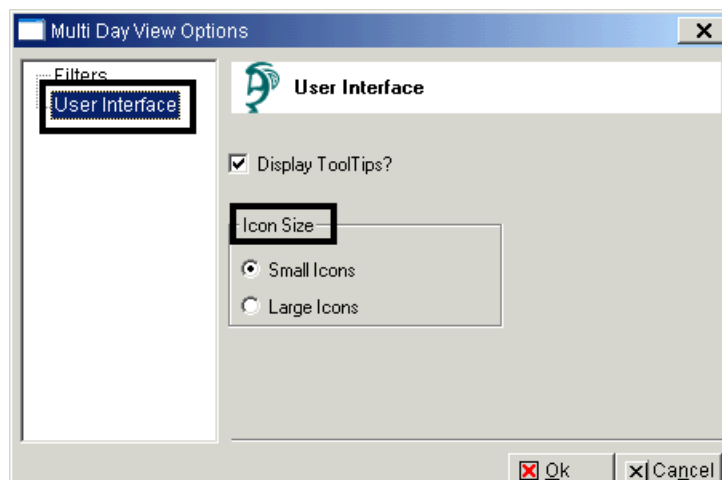 Multi Day View Options
Filters
User Interface
User Interface
Display ToolTips?
Icon Size
Small Icons
Large Icons
Ok
Cancel